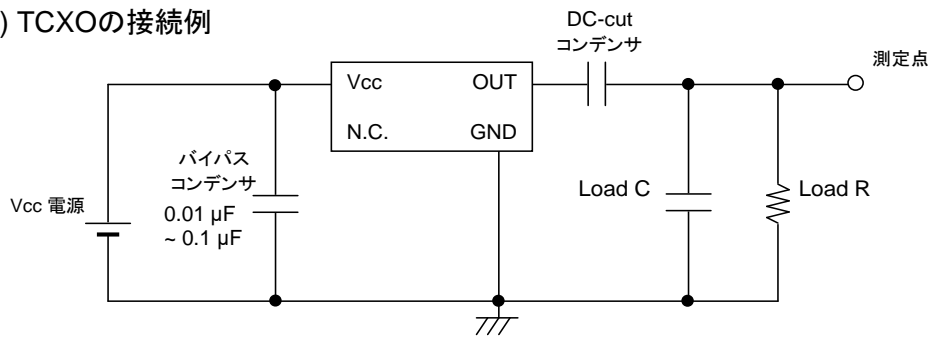 ) TCXOの接続例
DC-cut
コンデンサ
測定点
Vcc
OUT
N.C.
GND
バイパス
コンデンサ
0.01 µF
~ 0.1 µF
Vcc 電源
Load C
Load R